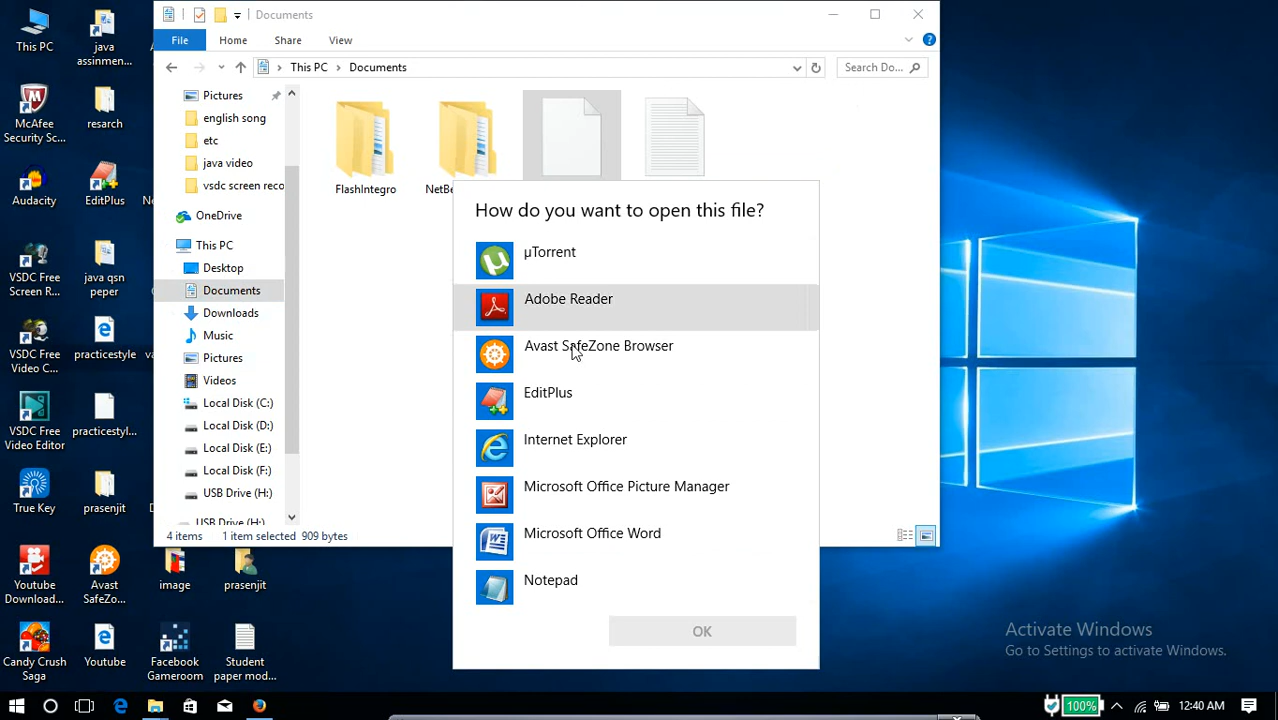 Documents
File Home Share View
This PC Documents
Search Do...
This PC
java
assinmen...
McAfee
Security Sc...
resarch
Audacity
EditPlus
VSDC Free
Screen R...
java qsn
peper
VSDC Free
Video C...
practicestyle
VSDC Free
Video Editor
practicestyl...
True Key
prasenjit
Youtube
Download...
Avast
SafeZo...
image
prasenjit
Candy Crush
Saga
Youtube
Facebook
Gameroom
Student
paper mod...
Pictures
english song
etc
java video
vsdc screen reco
OneDrive
This PC
Desktop
Documents
Downloads
Music
Pictures
Videos
Local Disk (C:)
Local Disk (D:)
Local Disk (E:)
Local Disk (F:)
USB Drive (H:)
USB Drive (H:)
4 items 1 item selected 909 bytes
FlashIntegro
NetBe
How do you want to open this file?
µTorrent
Adobe Reader
Avast SafeZone Browser
EditPlus
Internet Explorer
Microsoft Office Picture Manager
Microsoft Office Word
Notepad
OK
Activate Windows
Go to Settings to activate Windows.
100%
12:40 AM